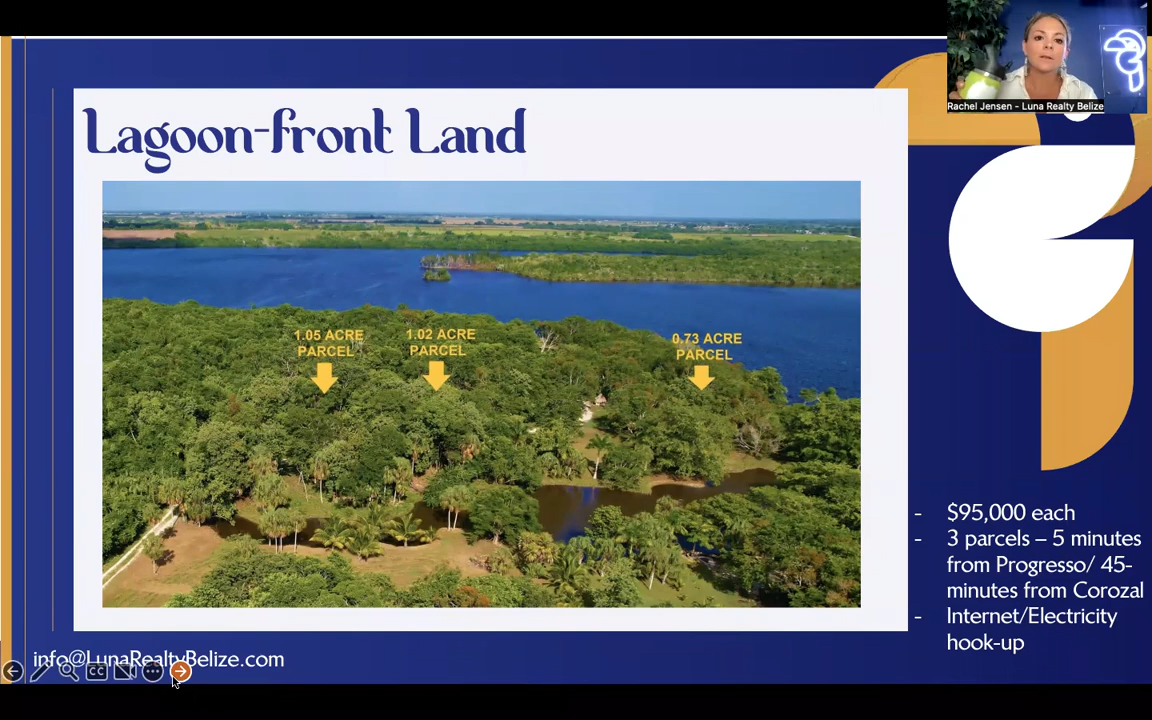 Rachel Jensen - Luna Realty Belize
Lagoon-front Land
1.05 ACRE
PARCEL
1.02 ACRE
PARCEL
0.73 ACRE
PARCEL
- $95,000 each
- 3 parcels – 5 minutes
from Progresso/ 45-
minutes from Corozal
- Internet/Electricity
hook-up
info@LunaRealtyBelize.com
CC